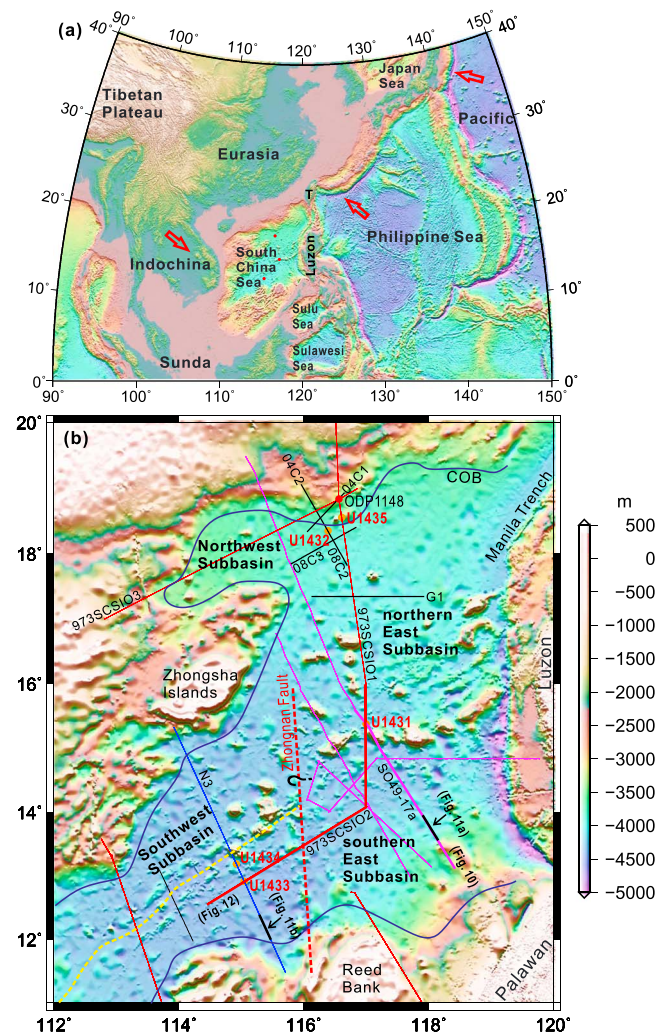 (a)
90°
100°
110°
120°
130°
140°
150°
40°
40°
Japan
Sea
Tibetan
Plateau
Pacific
30°
30°
Eurasia
20°
T
20°
Philippine Sea
Indochina
South
China
Sea
Luzon
10°
10°
Sulu
Sea
Sulawesi
Sea
Sunda
0°
0°
90°
100°
110°
120°
130°
140°
150°
20°
(b)
COB
04C2
04C1
ODP1148
U1435
Manila Trench
m
500
0
−1000
−1500
−2000
−2500
−3000
−3500
−4000
−4500
−5000
18°
Northwest
Subbasin
U1432
08C3
08C2
G1
973SCSIO3
973SCSIO1
northern
East
Subbasin
Luzon
Zhongsha
Islands
16°
Zhongnan Fault
U1431
N3
SO49-17a
(Fig. 11a)
?
14°
Southwest
Subbasin
973SCSIO2
southern
East
Subbasin
(Fig. 10)
U1434
U1433
(Fig. 12)
(Fig. 11b)
12°
Reed
Bank
Palawan
112°
114°
116°
118°
120°